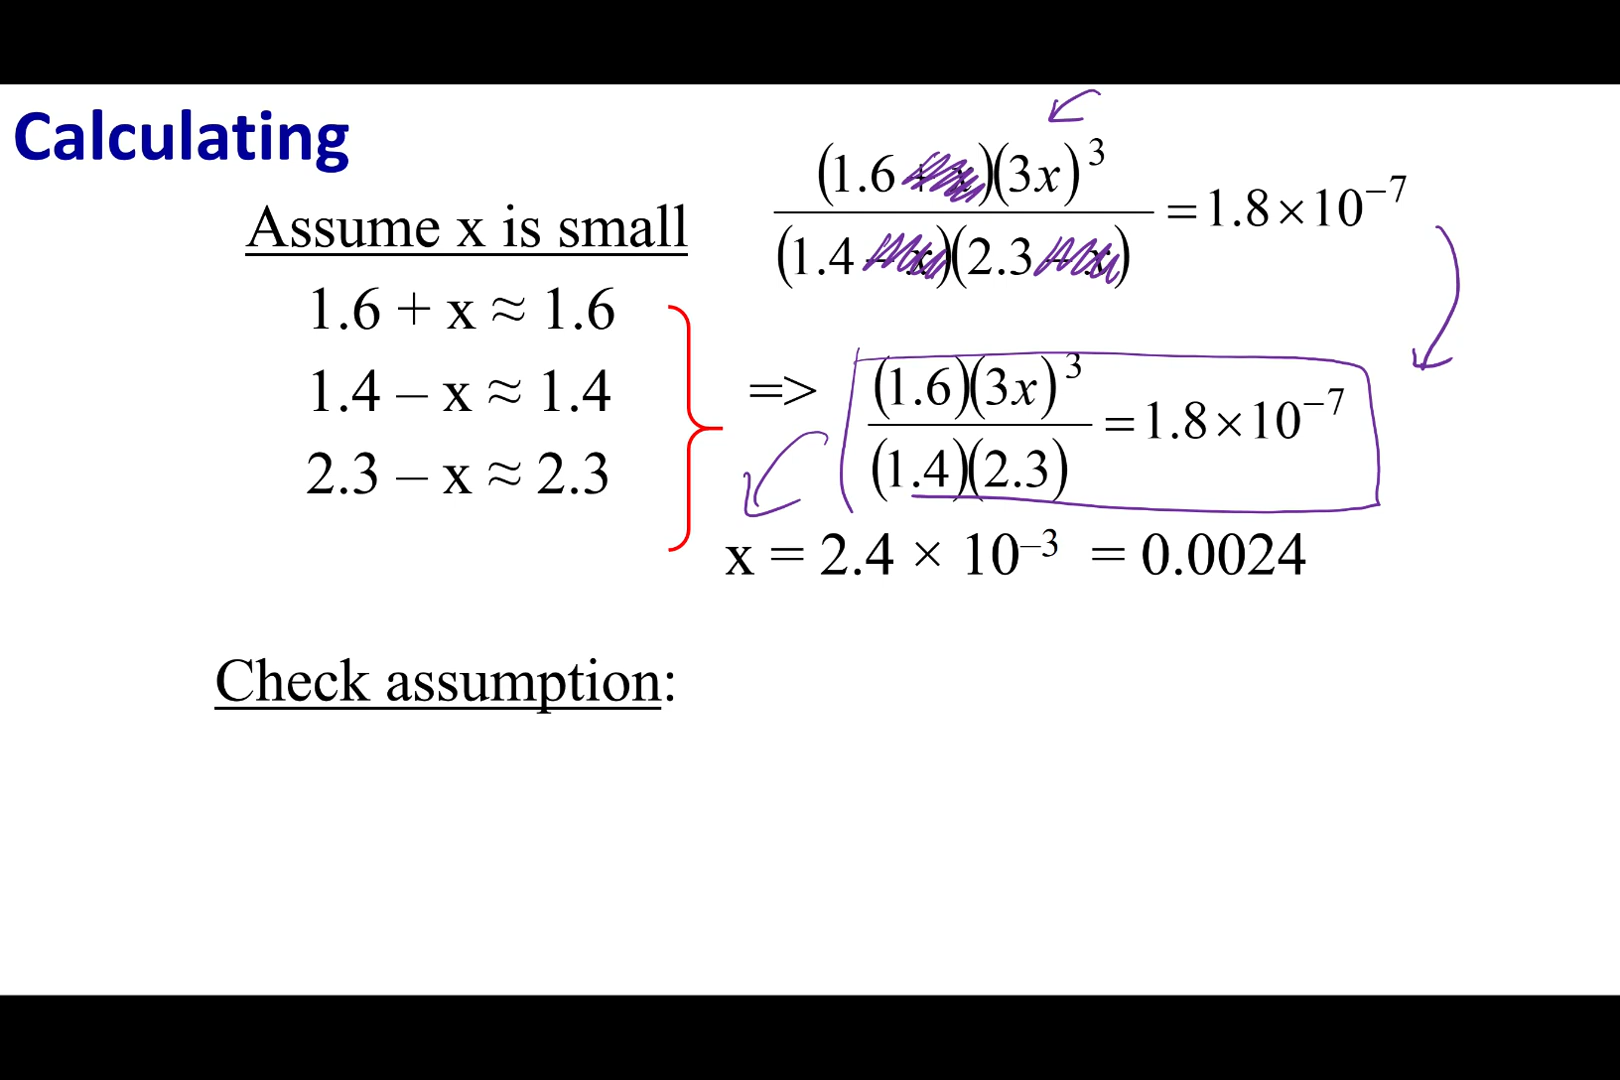 Calculating
Assume x is small
1.6 + x ≈ 1.6
1.4 – x ≈ 1.4
2.3 – x ≈ 2.3
(1.6 + x)(3x)³ / (1.4 – x)(2.3 – x) = 1.8 × 10⁻⁷
=> (1.6)(3x)³ / (1.4)(2.3) = 1.8 × 10⁻⁷
x = 2.4 × 10⁻³ = 0.0024
Check assumption: